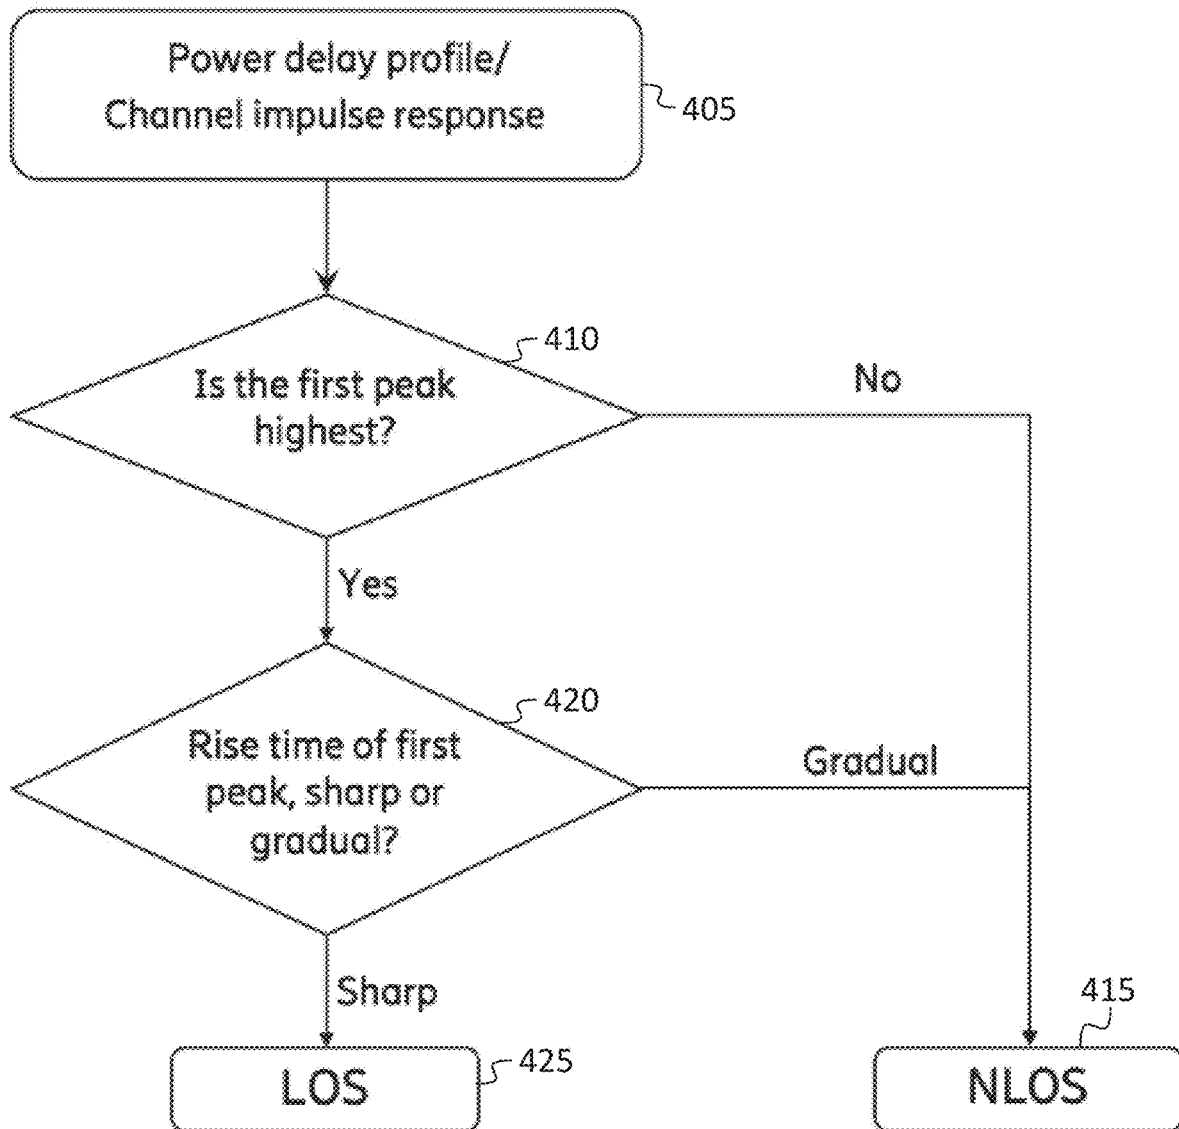 Power delay profile/
Channel impulse response
405
410
Is the first peak
highest?
No
Yes
420
Rise time of first
peak, sharp or
gradual?
Gradual
Sharp
415
LOS
425
NLOS